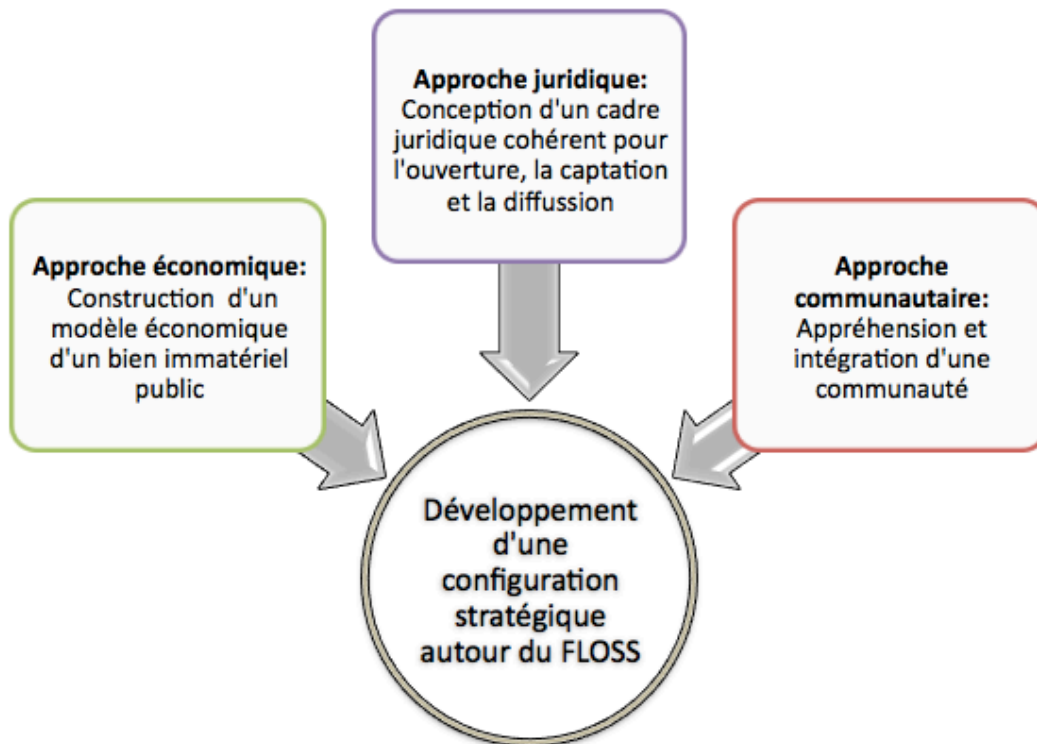 Approche juridique:
Conception d'un cadre
juridique cohérent pour
l'ouverture, la captation
et la diffusion
Approche économique:
Construction d'un
modèle économique
d'un bien immatériel
public
Approche
communautaire:
Appréhension et
intégration d'une
communauté
Développement
d'une
configuration
stratégique
autour du FLOSS